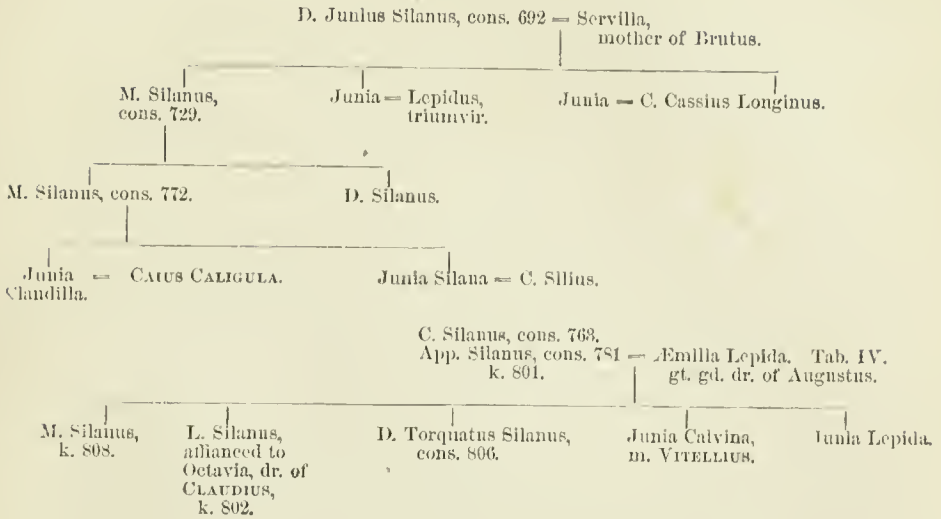 D. Junius Silanus, cons. 692 = Servilia,
mother of Brutus.
M. Silanus,
cons. 729.
Junia = Lepidus,
triumvir.
Junia = C. Cassius Longinus.
M. Silanus, cons. 772.
D. Silanus.
Junia
Claudilla.
= CAIUS CALIGULA.
Junia Silana = C. Silius.
C. Silanus, cons. 763.
App. Silanus, cons. 781 = Æmilia Lepida. Tab. IV.
k. 801.
gt. gd. dr. of Augustus.
M. Silanus,
k. 808.
L. Silanus,
affianced to
Octavia, dr. of
CLAUDIUS,
k. 802.
D. Torquatus Silanus,
cons. 806.
Junia Calvina,
m. VITELLIUS.
Junia Lepida.